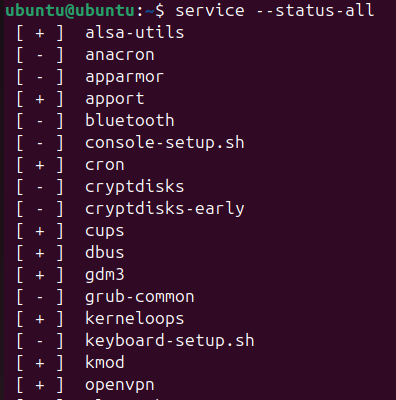 ubuntu@ubuntu:~$ service --status-all
[ + ] alsa-utils
[ - ] anacron
[ - ] apparmor
[ + ] apport
[ - ] bluetooth
[ - ] console-setup.sh
[ + ] cron
[ - ] cryptdisks
[ - ] cryptdisks-early
[ + ] cups
[ + ] dbus
[ + ] gdm3
[ - ] grub-common
[ + ] kerneloops
[ - ] keyboard-setup.sh
[ + ] kmod
[ + ] openvpn